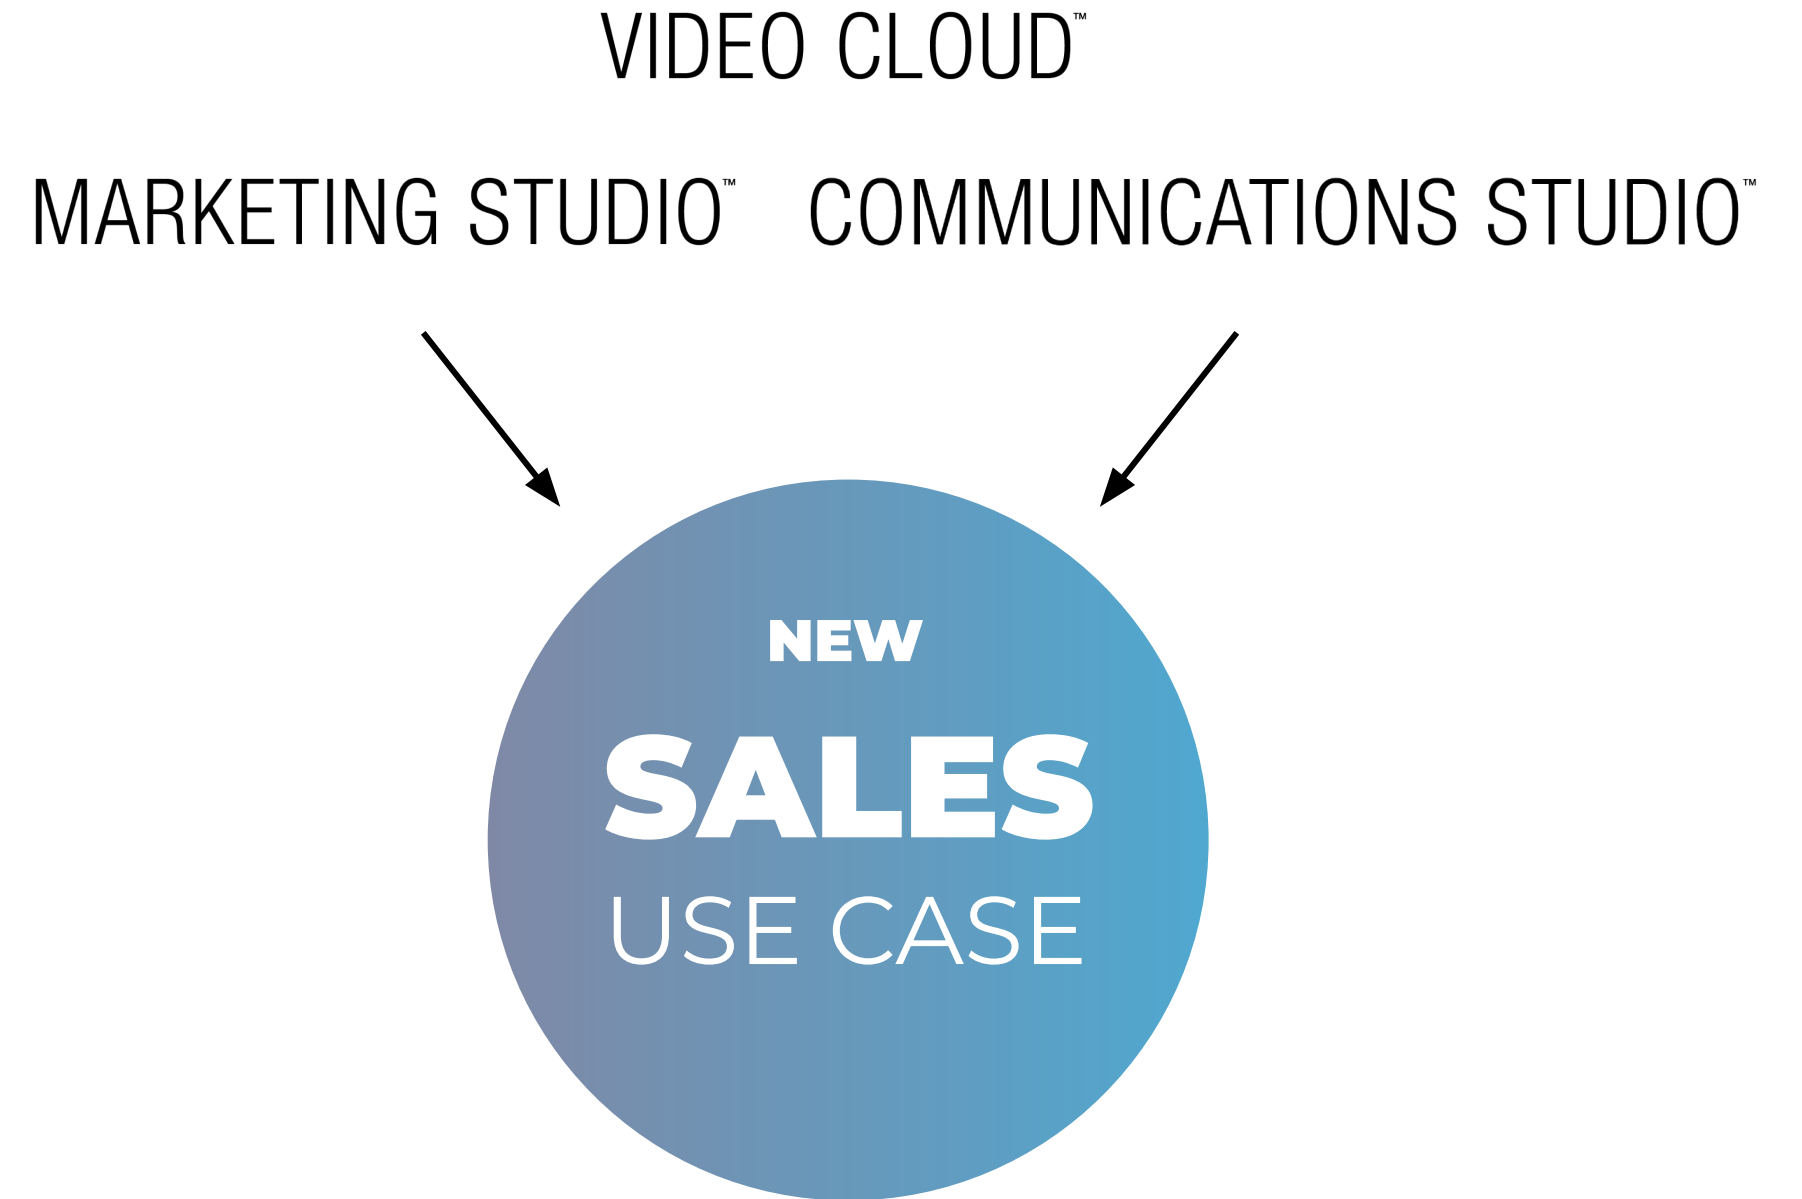 VIDEO CLOUD™
MARKETING STUDIO™ COMMUNICATIONS STUDIO™
NEW
SALES
USE CASE